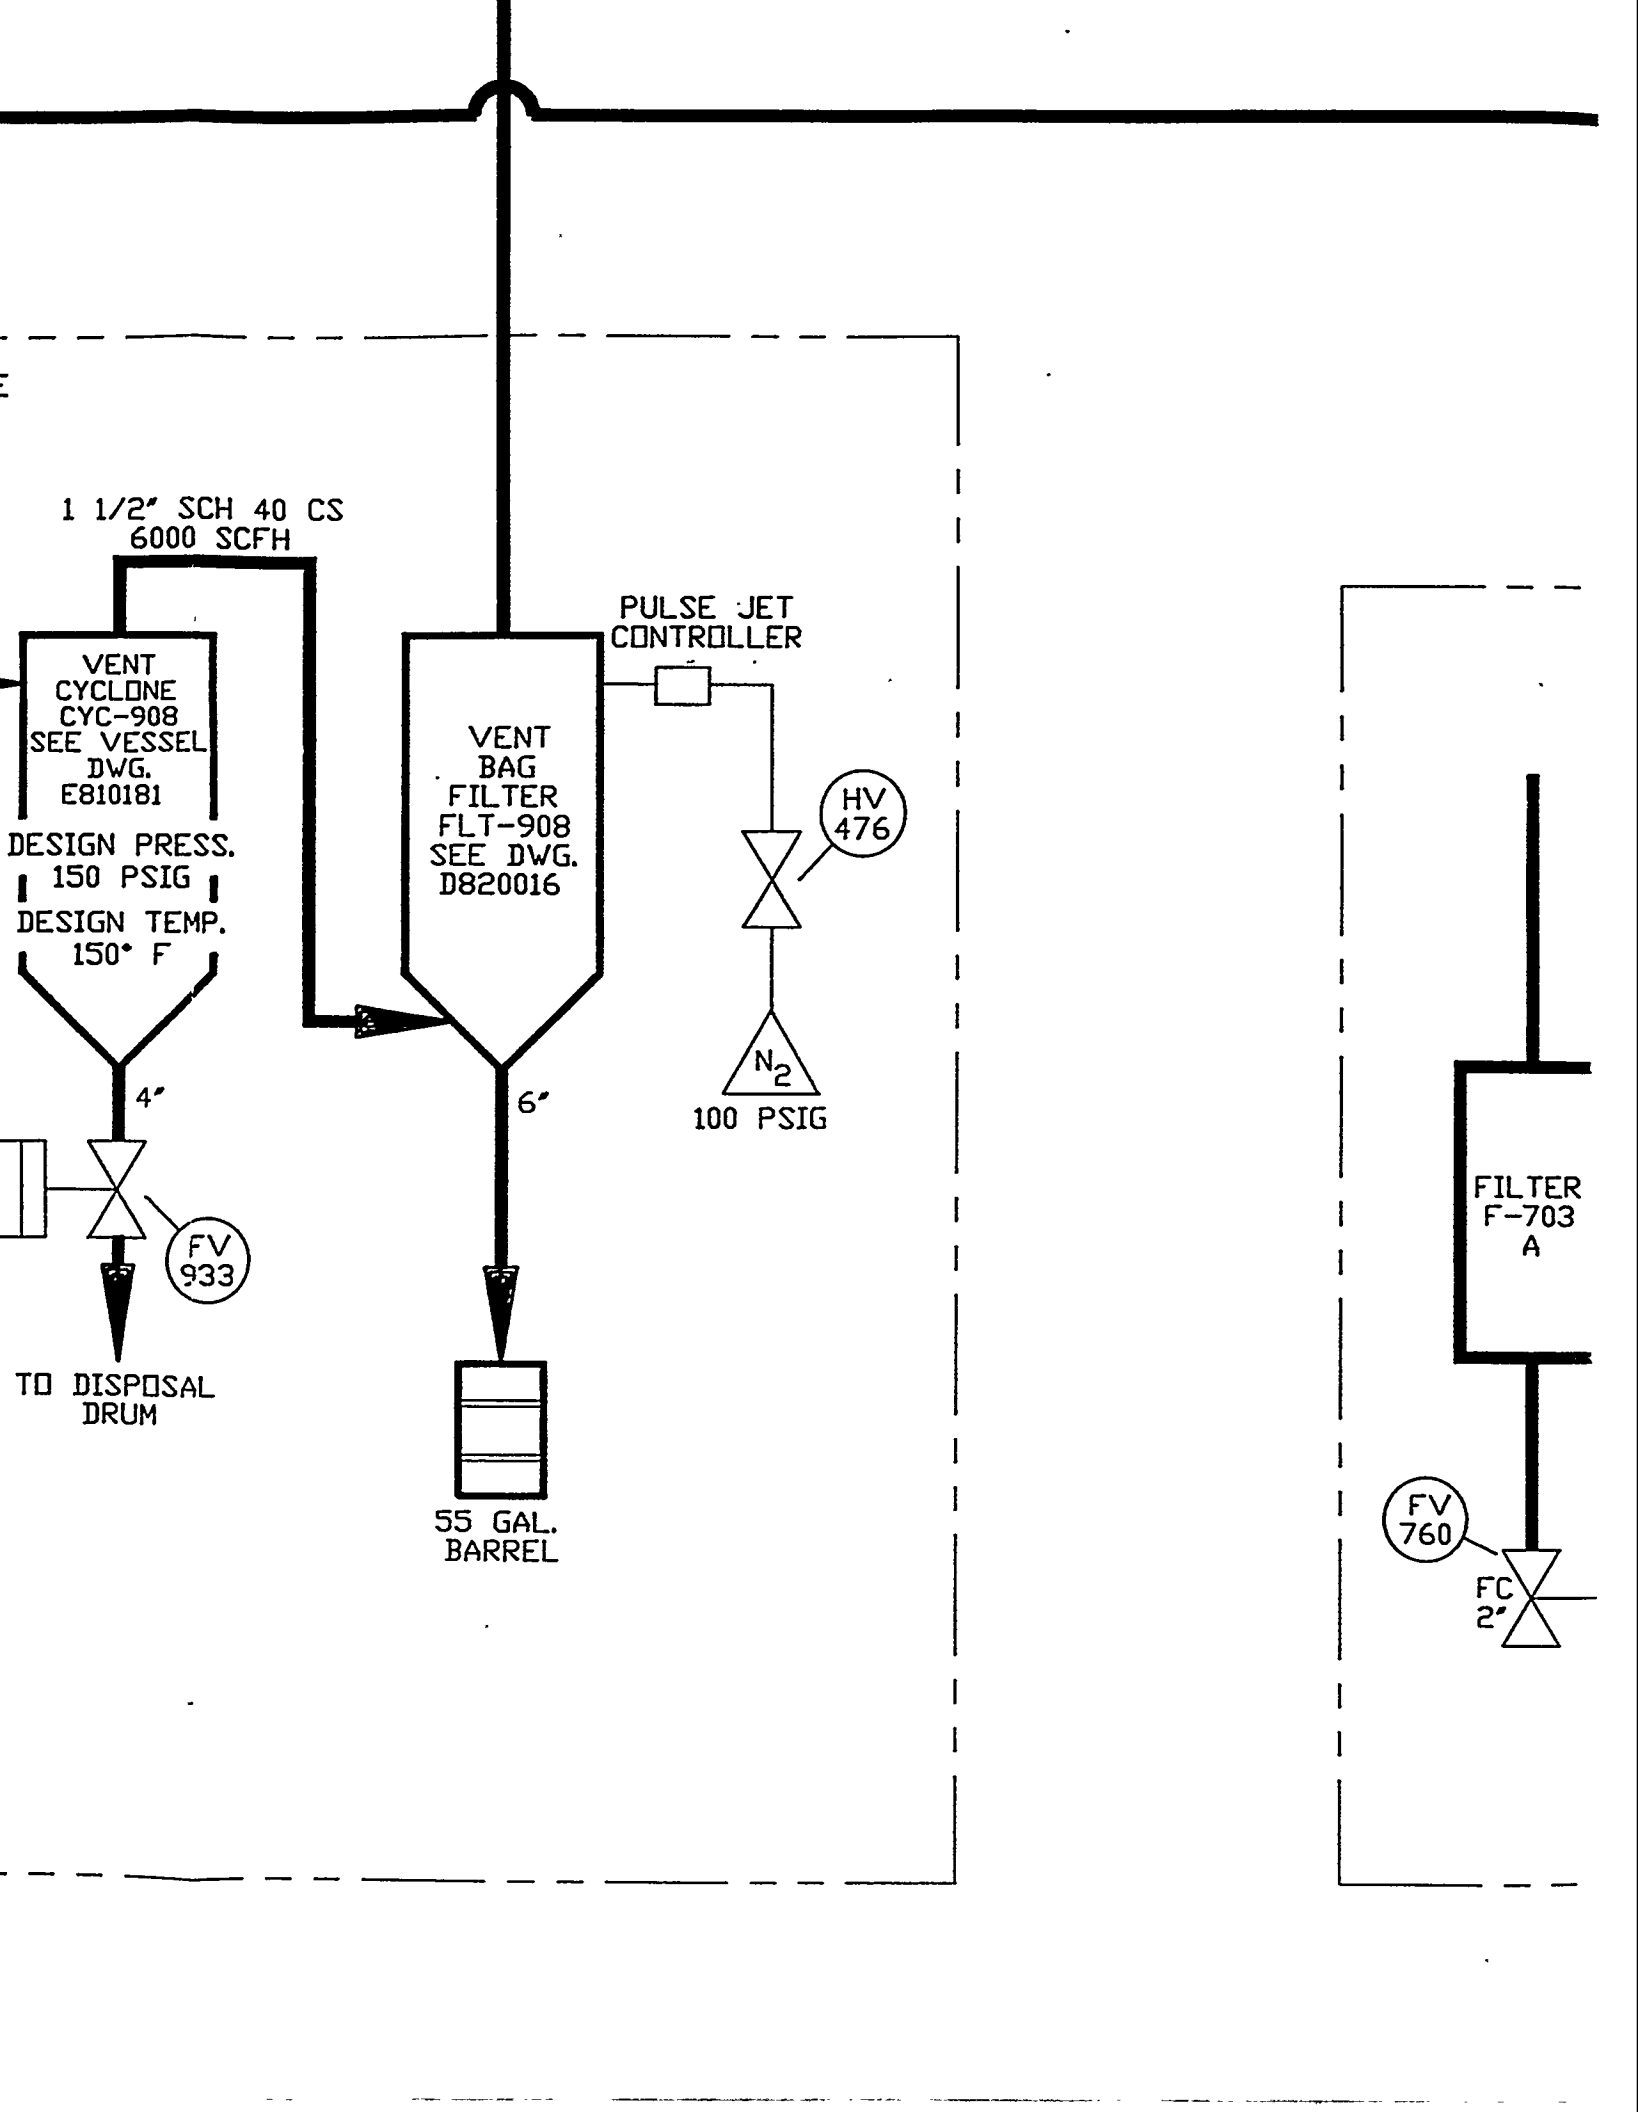 1 1/2" SCH 40 CS
6000 SCFH
VENT
CYCLONE
CYC-908
SEE VESSEL
DWG.
E810181
DESIGN PRESS.
150 PSIG
DESIGN TEMP.
150° F
4"
FV
933
TO DISPOSAL
DRUM
VENT
BAG
FILTER
FLT-908
SEE DWG.
D820016
6"
55 GAL.
BARREL
PULSE JET
CONTROLLER
HV
476
N2
100 PSIG
FILTER
F-703
A
FV
760
FC
2"